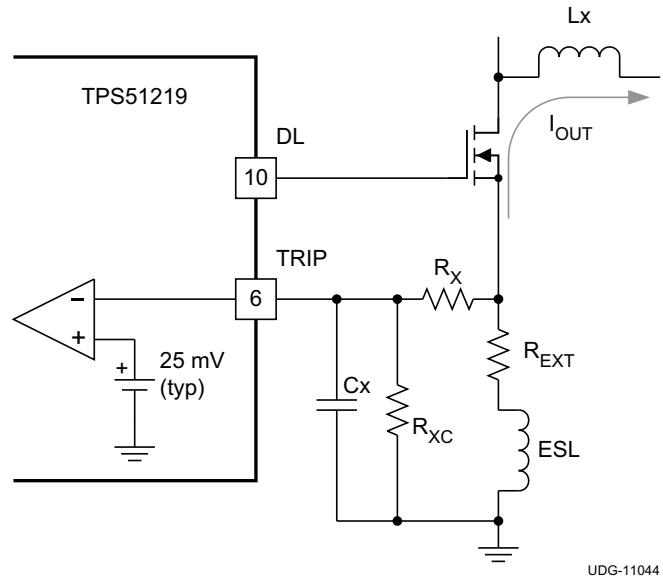 Lx
TPS51219
I_OUT
DL
10
TRIP
R_X
6
–
+
+
25 mV
(typ)
Cx
R_XC
R_EXT
ESL
UDG-11044